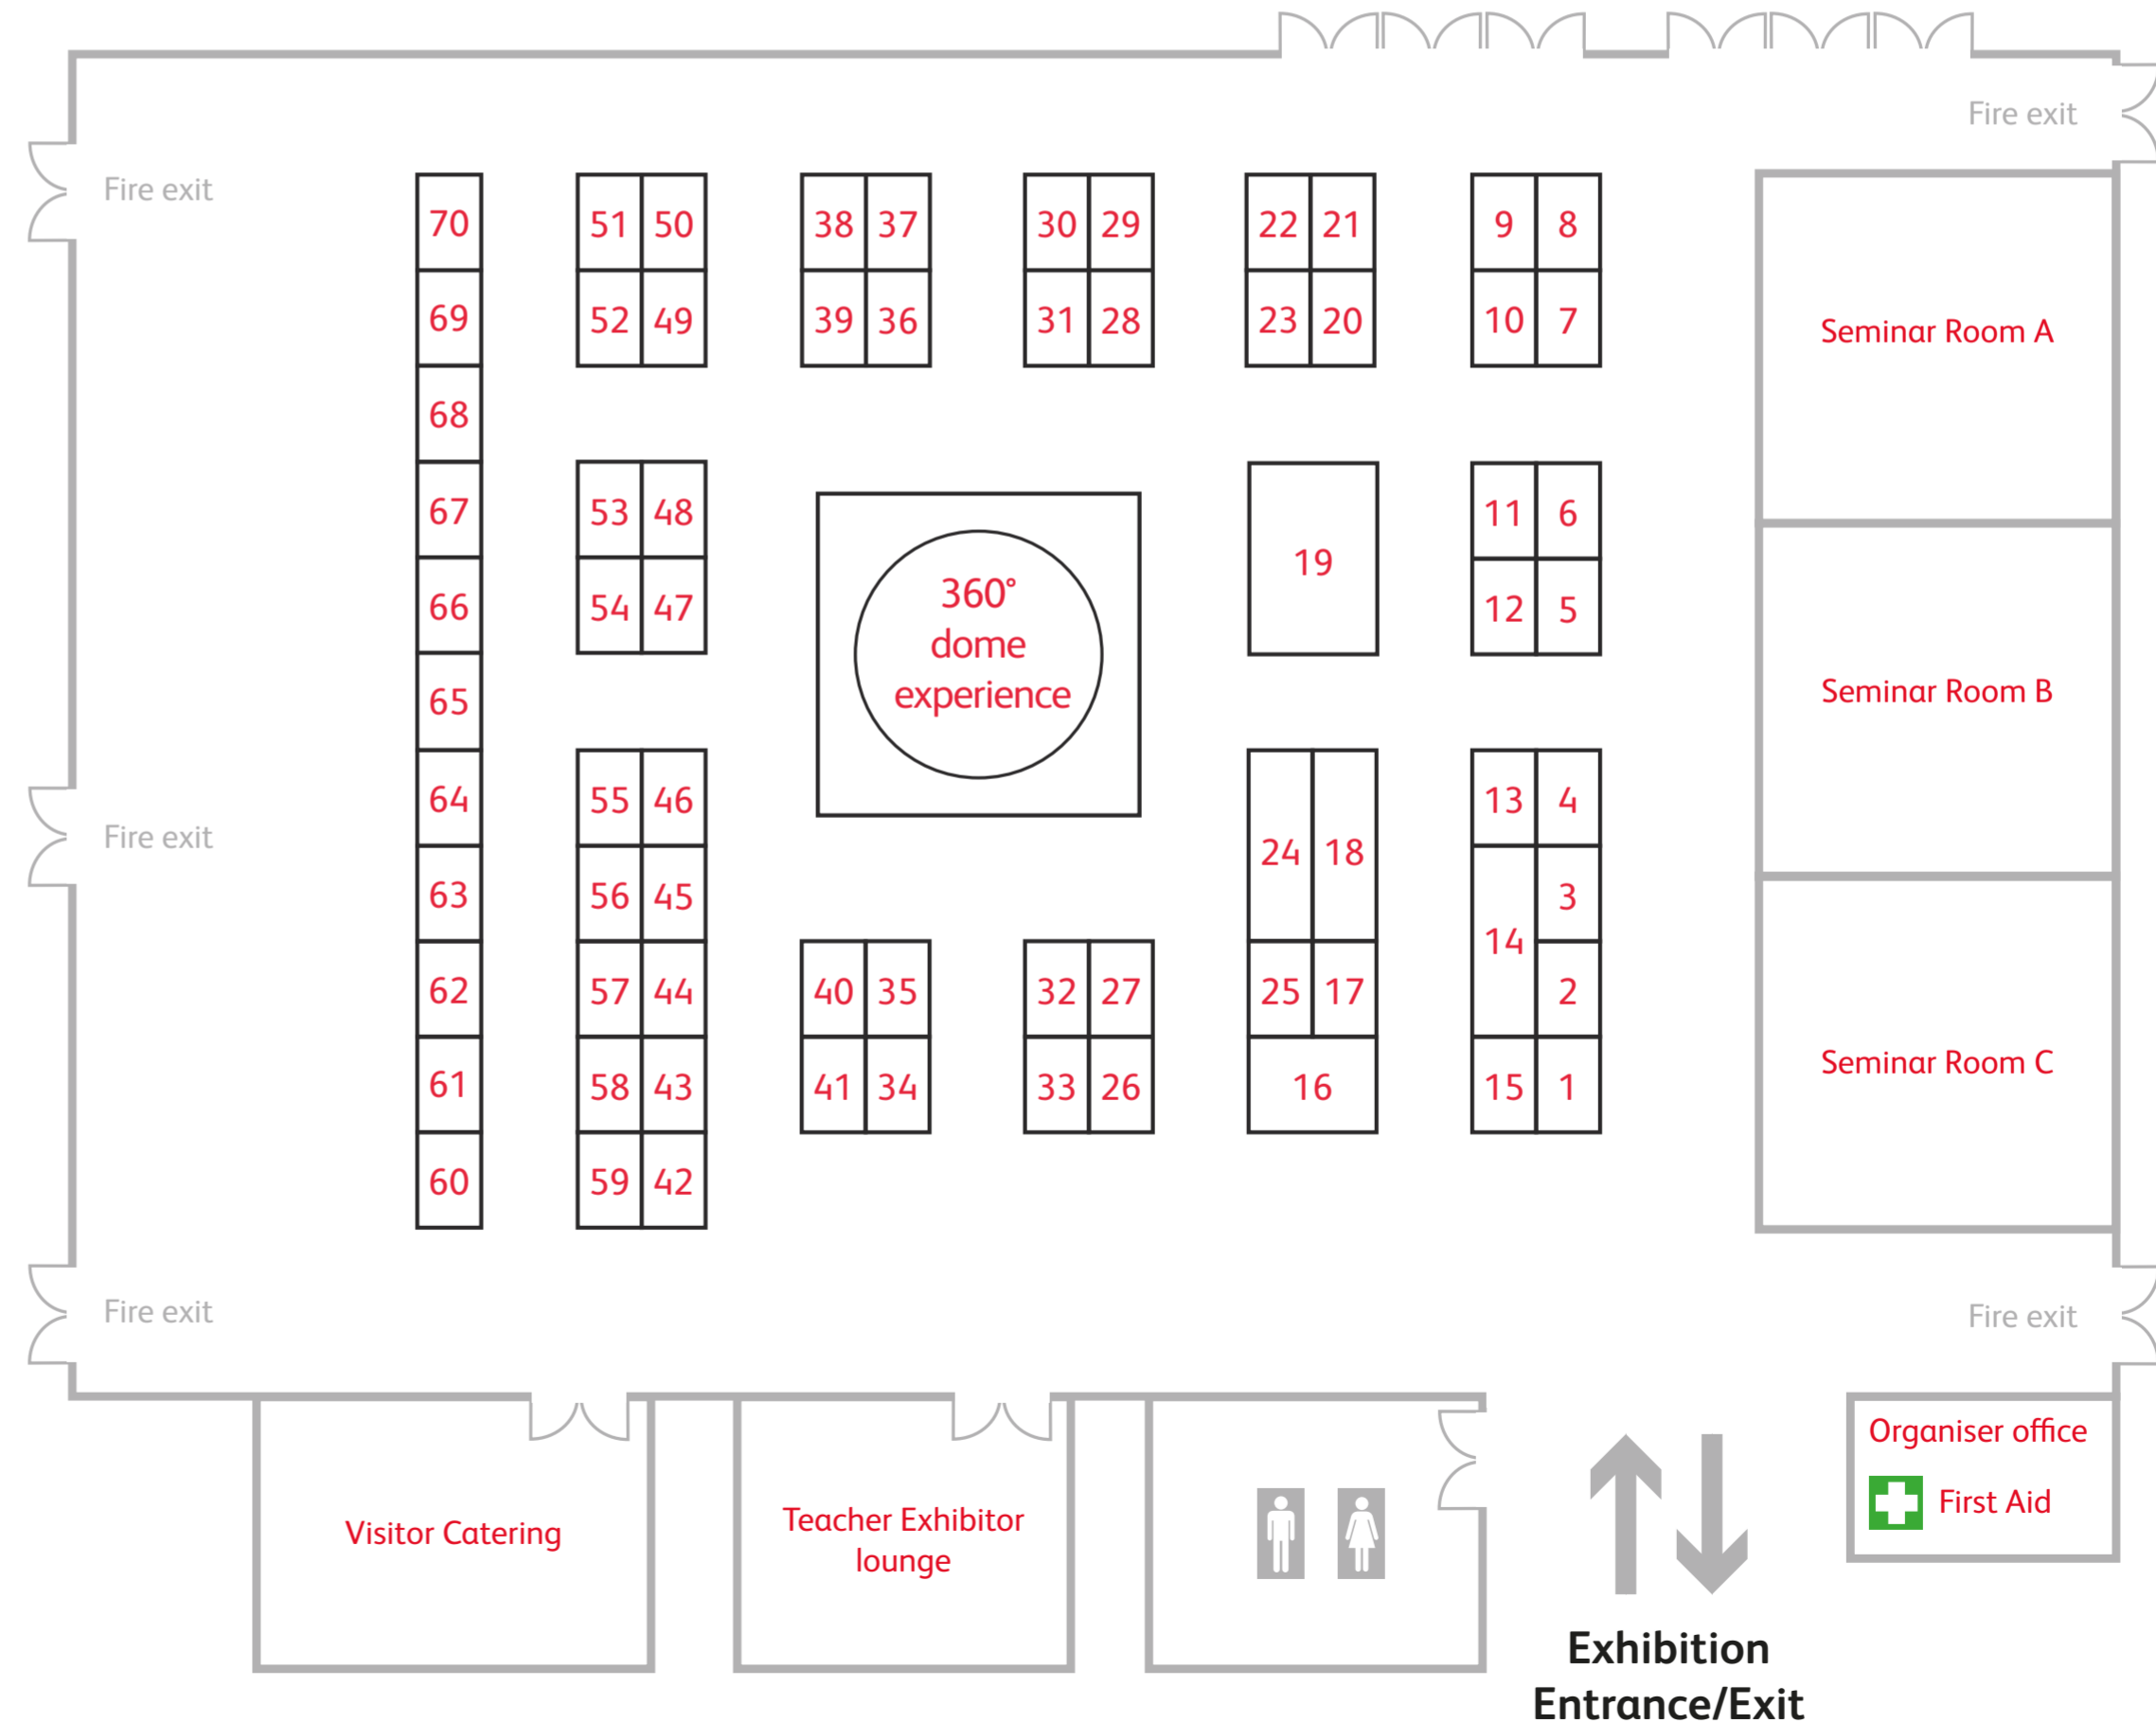 Fire exit
Fire exit
70 51 50 38 37 30 29 22 21 9 8
69 52 49 39 36 31 28 23 20 10 7
Seminar Room A
68
67 53 48 11 6
19
360°
66 54 47 12 5
dome
experience
65
Seminar Room B
64 55 46 13 4
Fire exit
24 18
63 56 45 3
14
62 57 44 40 35 32 27 25 17 2
Seminar Room C
61 58 43 41 34 33 26 16 15 1
60 59 42
Fire exit
Fire exit
Organiser office
First Aid
Visitor Catering
Teacher Exhibitor
lounge
Exhibition
Entrance/Exit